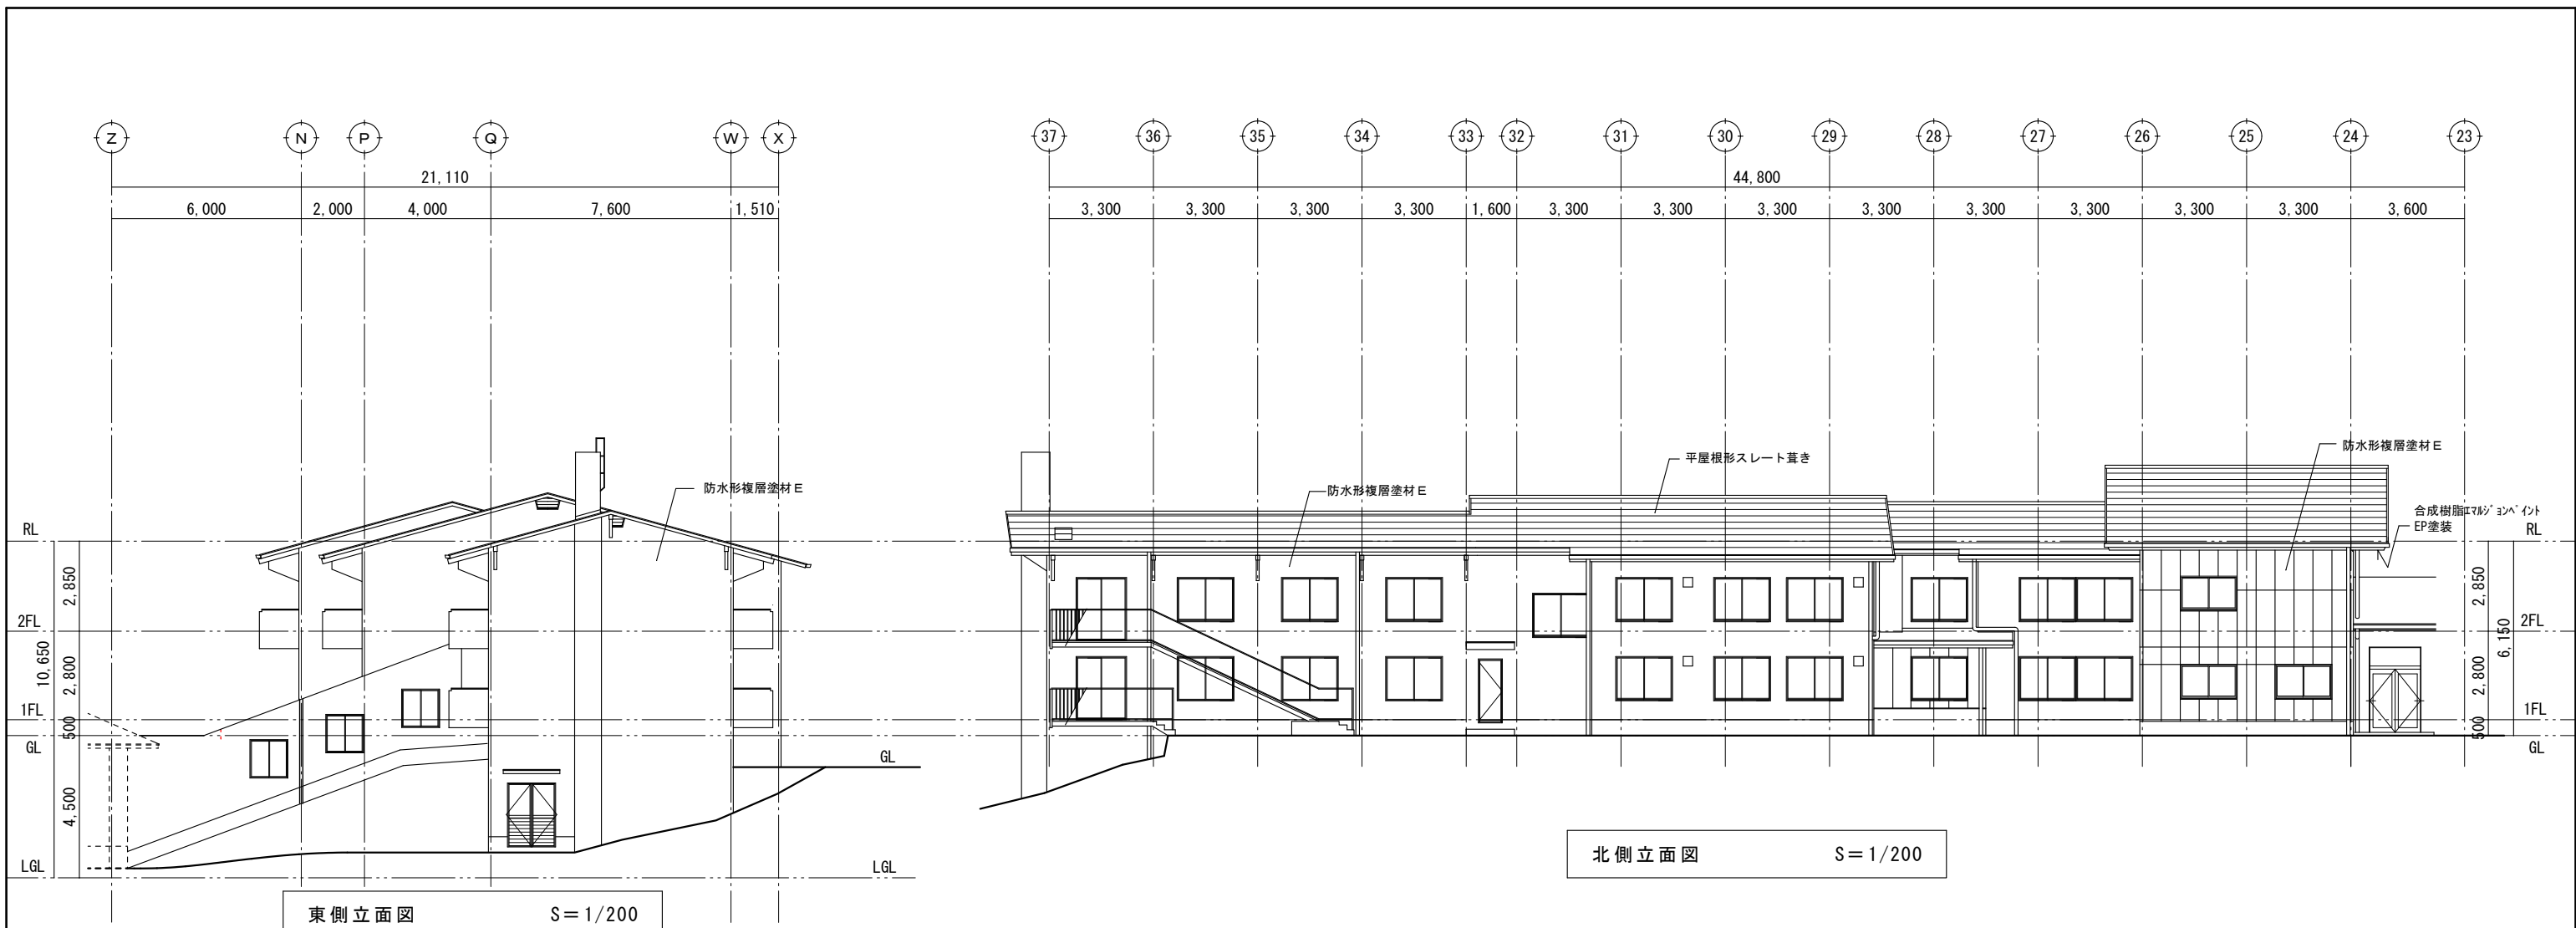 Z N P Q W X
21,110
6,000 2,000 4,000 7,600 1,510
防水形複層塗材E
RL
2FL
1FL
GL
LGL
2,850
2,800
500
4,500
10,650
GL
LGL
東側立面図 S=1/200
37 36 35 34 33 32 31 30 29 28 27 26 25 24 23
44,800
3,300 3,300 3,300 3,300 1,600 3,300 3,300 3,300 3,300 3,300 3,300 3,300 3,300 3,600
防水形複層塗材E
平屋根形スレート葺き
防水形複層塗材E
合成樹脂エマルジョンペイント
EP塗装
RL
2FL
1FL
GL
2,850
2,800
500
6,150
北側立面図 S=1/200